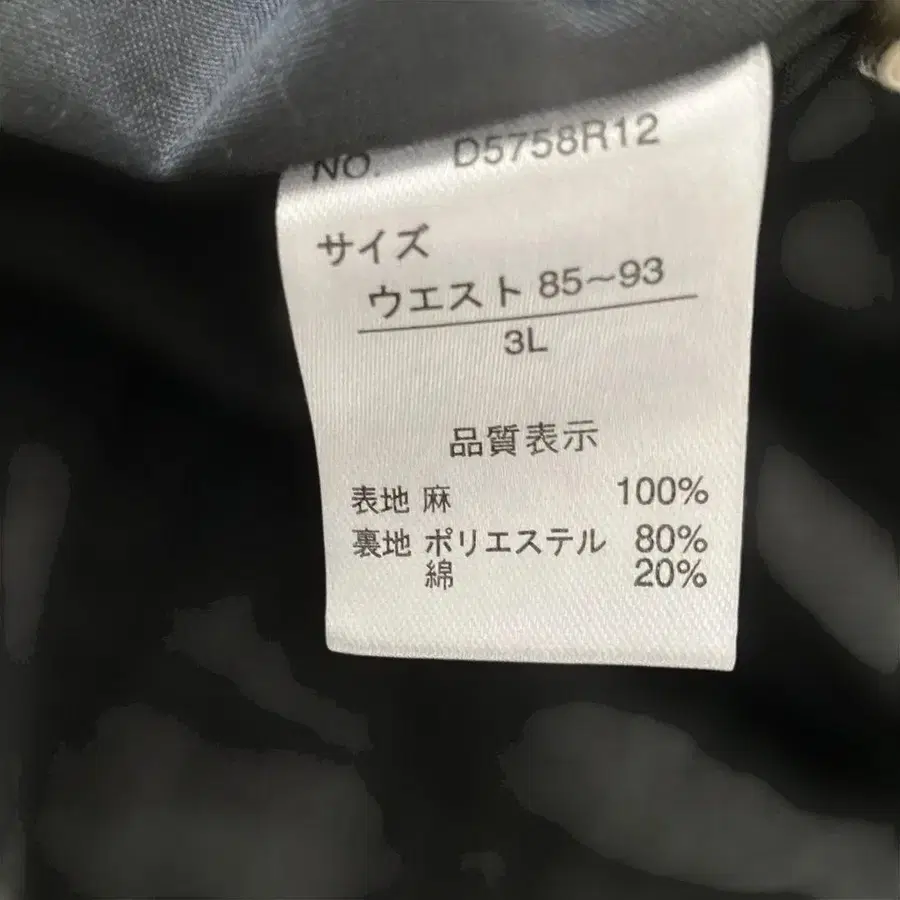 NO. D5758R12
サイズ
ウエスト 85~93
3L
品質表示
表地 麻 100%
裏地 ポリエステル 80%
綿 20%